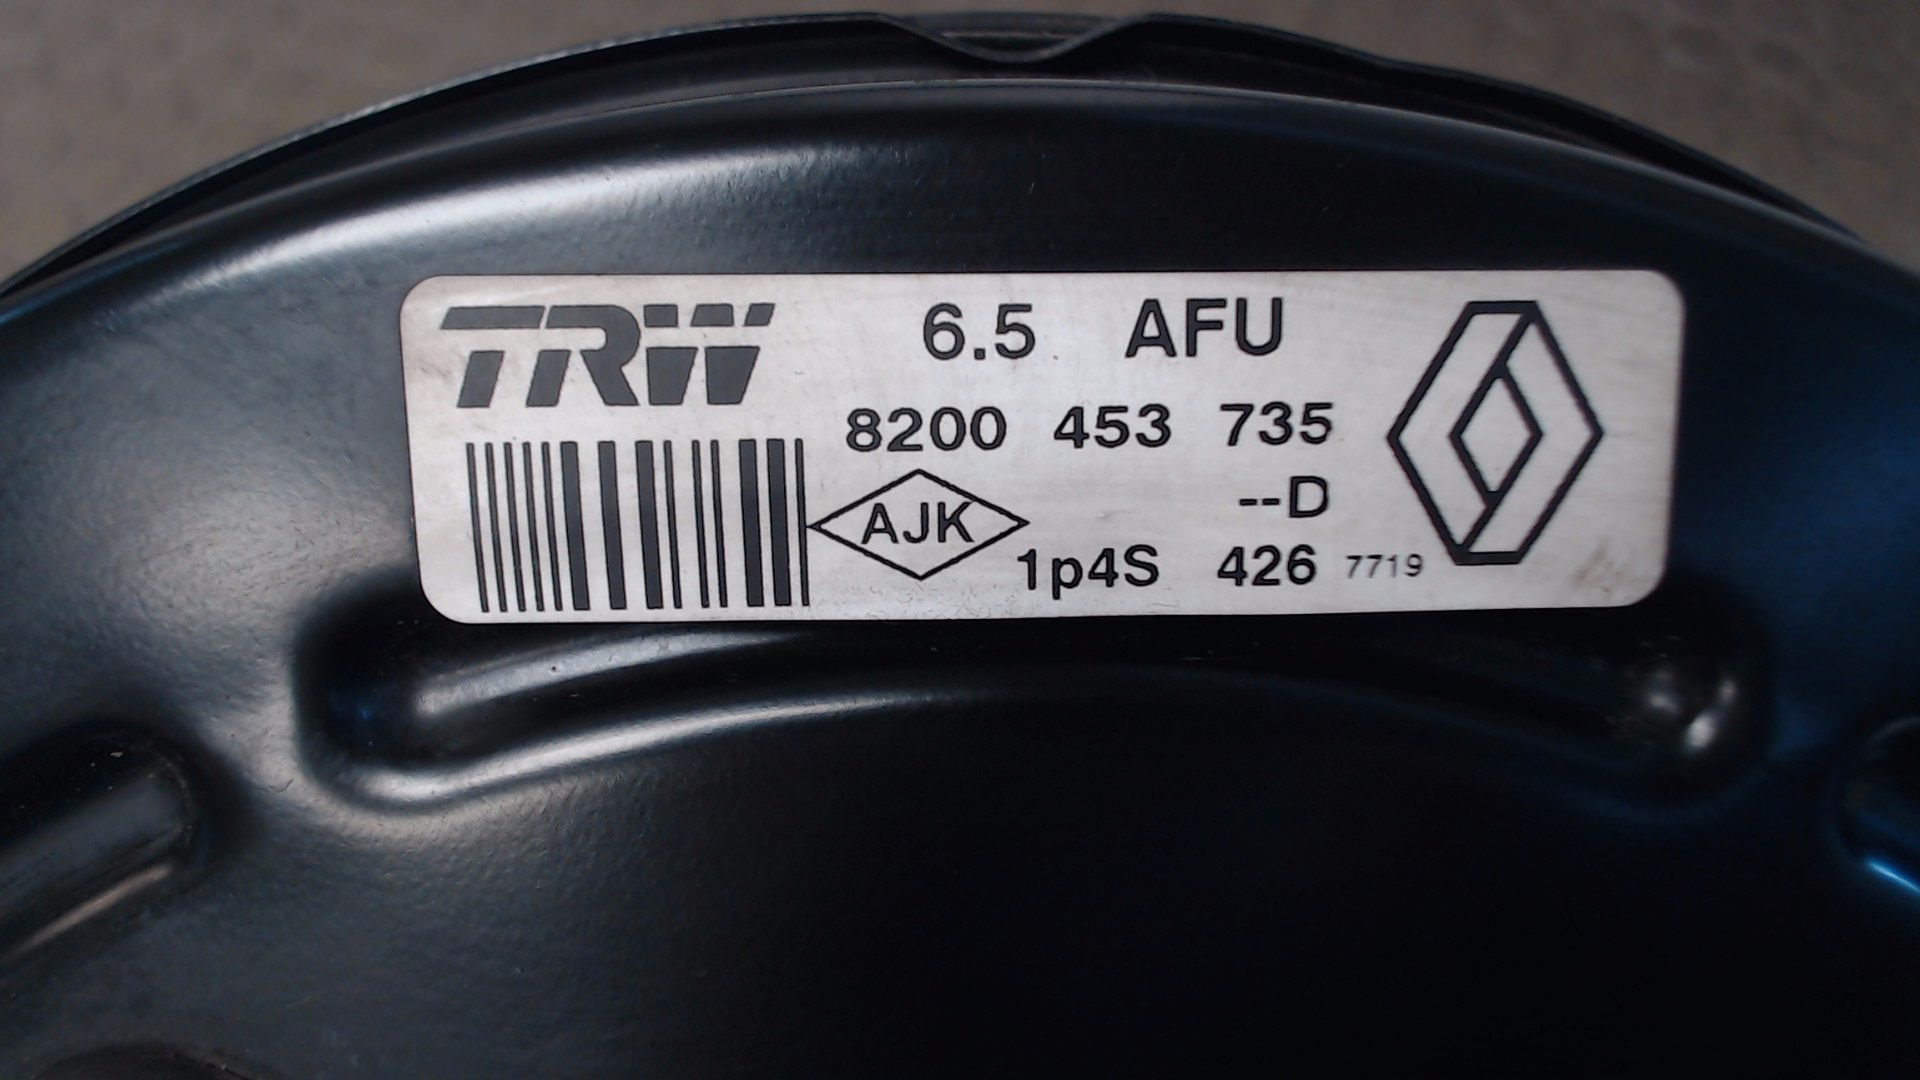 TRW 6.5 AFU
8200 453 735
AJK --D
1p4S 426 7719